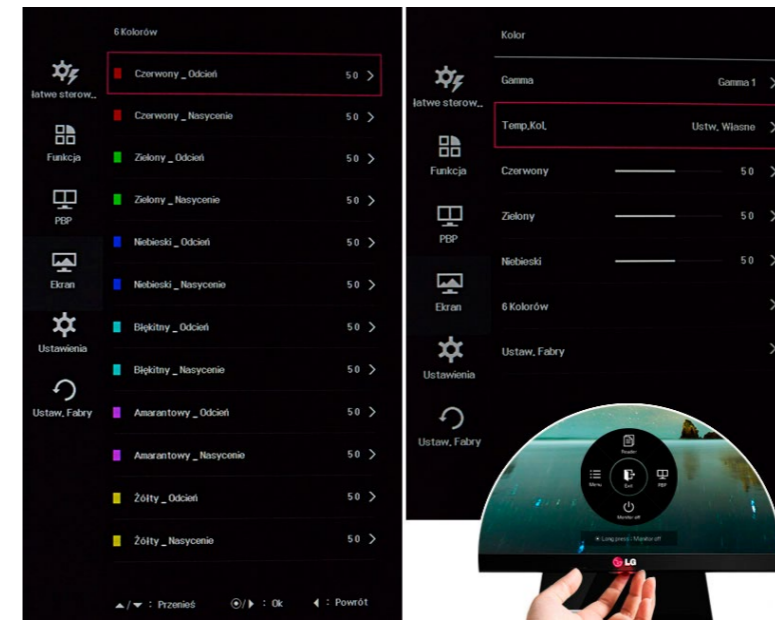 6 Kolorów
Czerwony _ Odcień 50
Czerwony _ Nasycenie 50
Zielony _ Odcień 50
Zielony _ Nasycenie 50
Niebieski _ Odcień 50
Niebieski _ Nasycenie 50
Błękitny _ Odcień 50
Błękitny _ Nasycenie 50
Amarantowy _ Odcień 50
Amarantowy _ Nasycenie 50
Żółty _ Odcień 50
Żółty _ Nasycenie 50
łatwe sterow...
Funkcja
PBP
Ekran
Ustawienia
Ustaw. Fabry
▲/▼ : Przenieś ⦿/▶ : Ok ◀ : Powrót
Kolor
Gamma Gamma 1
Temp.Kol. Ustw. Własne
Czerwony 50
Zielony 50
Niebieski 50
6 Kolorów
Ustaw. Fabry
łatwe sterow...
Funkcja
PBP
Ekran
Ustawienia
Ustaw. Fabry
Reader
Menu
Exit
PBP
Monitor off
Long press : Monitor off
LG